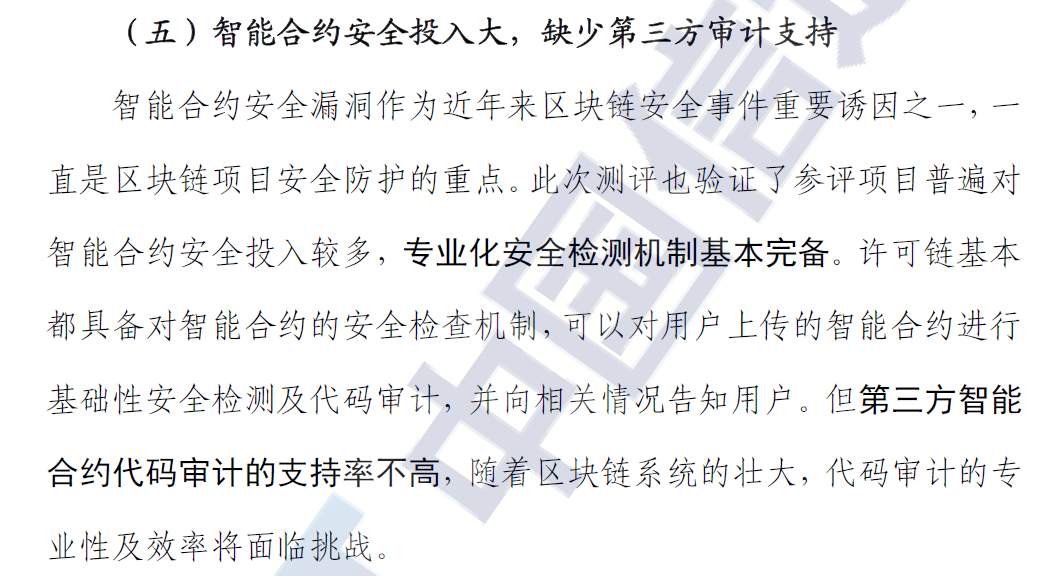 （五）智能合约安全投入大，缺少第三方审计支持
智能合约安全漏洞作为近年来区块链安全事件重要诱因之一，一
直是区块链项目安全防护的重点。此次测评也验证了参评项目普遍对
智能合约安全投入较多，专业化安全检测机制基本完备。许可链基本
都具备对智能合约的安全检查机制，可以对用户上传的智能合约进行
基础性安全检测及代码审计，并向相关情况告知用户。但第三方智能
合约代码审计的支持率不高，随着区块链系统的壮大，代码审计的专
业性及效率将面临挑战。
中国信通